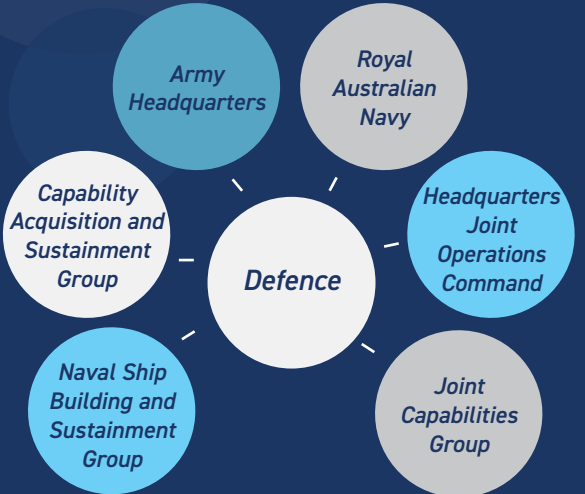 Army
Headquarters
Royal
Australian
Navy
Capability
Acquisition and
Sustainment
Group
Headquarters
Joint
Operations
Command
Defence
Naval Ship
Building and
Sustainment
Group
Joint
Capabilities
Group